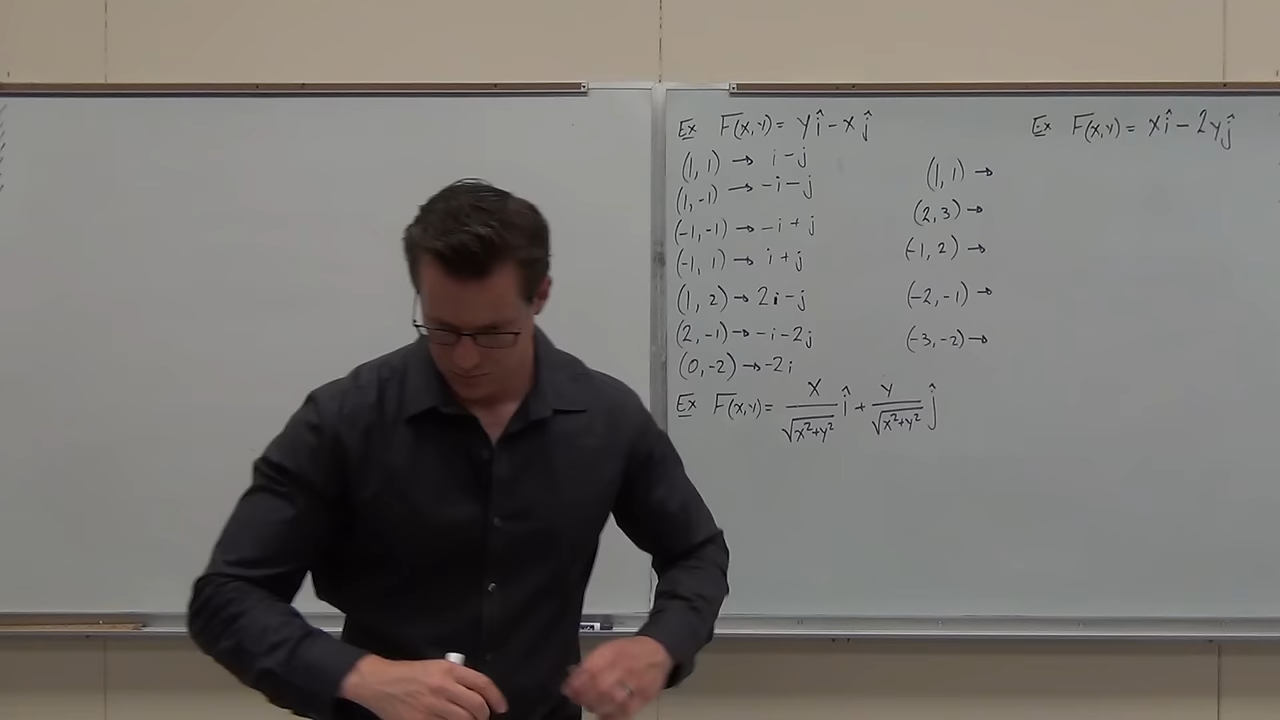 Ex F(x,y) = yî - xĵ
(1, 1) → i - j
(1, -1) → -i - j
(-1, -1) → -i + j
(-1, 1) → i + j
(1, 2) → 2i - j
(2, -1) → -i - 2j
(0, -2) → -2i
Ex F(x,y) = x/√(x²+y²) î + y/√(x²+y²) ĵ
Ex F(x,y) = xî - 2yĵ
(1, 1) →
(2, 3) →
(-1, 2) →
(-2, -1) →
(-3, -2) →